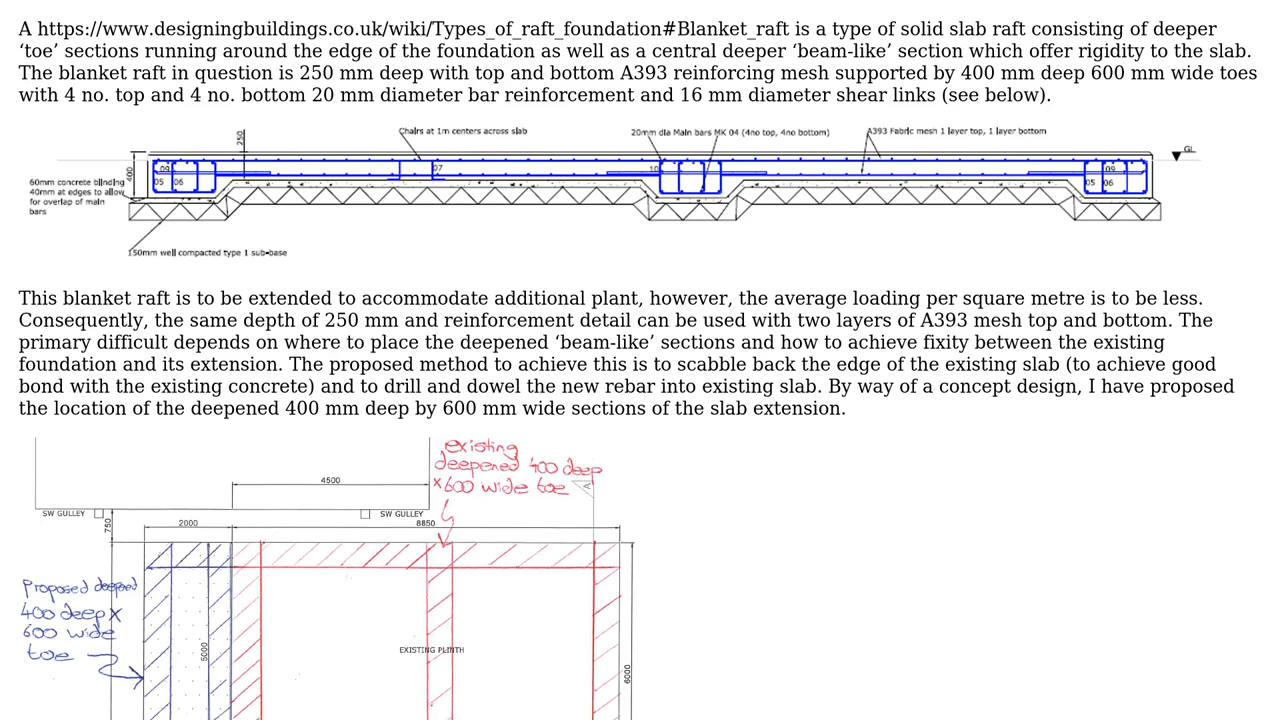 A https://www.designingbuildings.co.uk/wiki/Types_of_raft_foundation#Blanket_raft is a type of solid slab raft consisting of deeper
‘toe’ sections running around the edge of the foundation as well as a central deeper ‘beam-like’ section which offer rigidity to the slab.
The blanket raft in question is 250 mm deep with top and bottom A393 reinforcing mesh supported by 400 mm deep 600 mm wide toes
with 4 no. top and 4 no. bottom 20 mm diameter bar reinforcement and 16 mm diameter shear links (see below).
250
Chairs at 1m centers across slab
20mm dia Main bars MK 04 (4no top, 4no bottom)
A393 Fabric mesh 1 layer top, 1 layer bottom
GL
400
09
07
10
09
05 06
05 06
60mm concrete blinding
40mm at edges to allow
for overlap of main
bars
150mm well compacted type 1 sub-base
This blanket raft is to be extended to accommodate additional plant, however, the average loading per square metre is to be less.
Consequently, the same depth of 250 mm and reinforcement detail can be used with two layers of A393 mesh top and bottom. The
primary difficult depends on where to place the deepened ‘beam-like’ sections and how to achieve fixity between the existing
foundation and its extension. The proposed method to achieve this is to scabble back the edge of the existing slab (to achieve good
bond with the existing concrete) and to drill and dowel the new rebar into existing slab. By way of a concept design, I have proposed
the location of the deepened 400 mm deep by 600 mm wide sections of the slab extension.
existing
deepened 400 deep
x600 wide toe
A
4500
SW GULLEY
SW GULLEY
750
2000
8850
Proposed deepened
400 deep x
600 wide
toe
5000
EXISTING PLINTH
6000